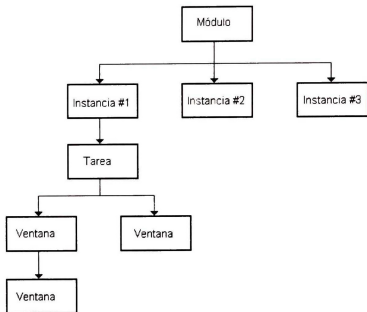 Módulo
Instancia #1
Instancia #2
Instancia #3
Tarea
Ventana
Ventana
Ventana